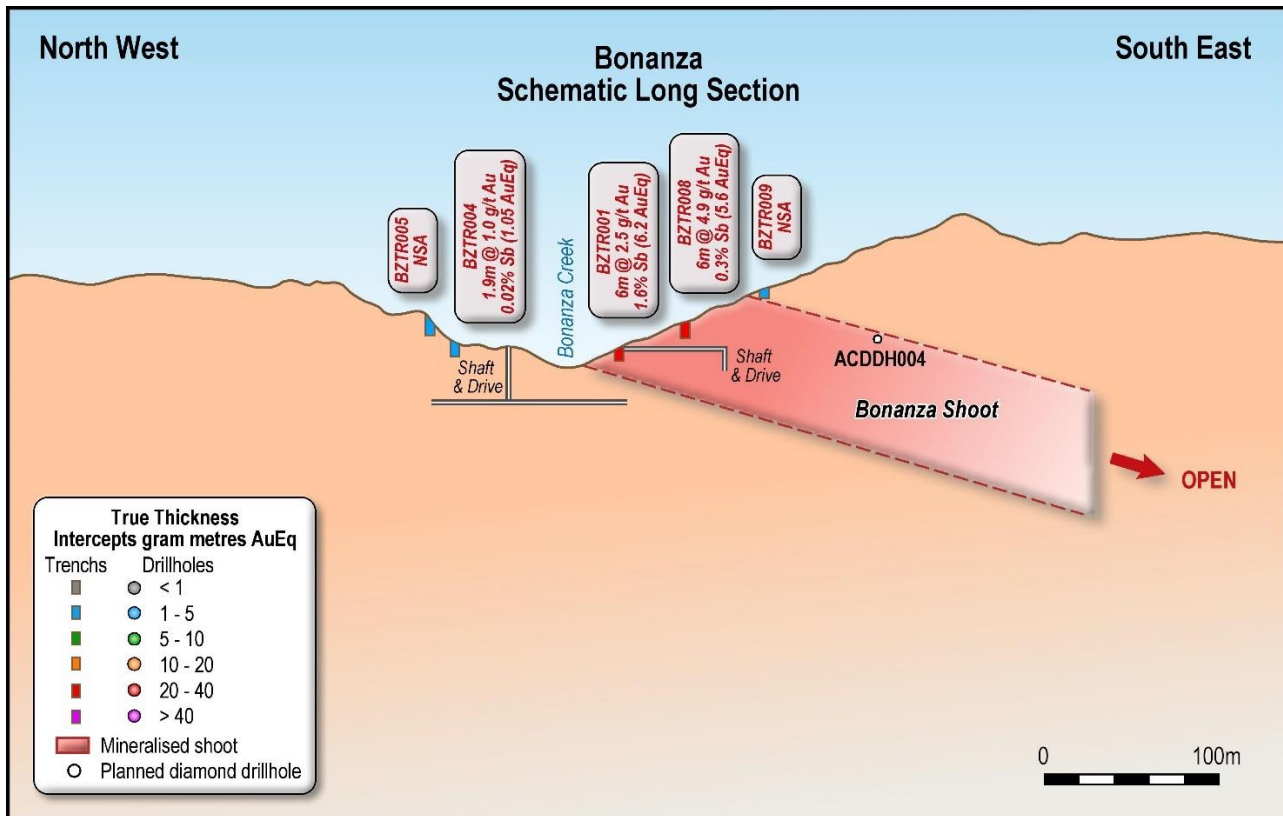 North West
Bonanza
Schematic Long Section
South East
BZTR005
NSA
BZTR004
1.9m @ 1.0 g/t Au
0.02% Sb (1.05 AuEq)
Bonanza Creek
BZTR001
6m @ 2.5 g/t Au
1.6% Sb (6.2 AuEq)
BZTR008
6m @ 4.9 g/t Au
0.3% Sb (5.6 AuEq)
BZTR009
NSA
Shaft
& Drive
Shaft
& Drive
ACDDH004
Bonanza Shoot
OPEN
True Thickness
Intercepts gram metres AuEq
Trenchs Drillholes
< 1
1 - 5
5 - 10
10 - 20
20 - 40
> 40
Mineralised shoot
Planned diamond drillhole
0 100m